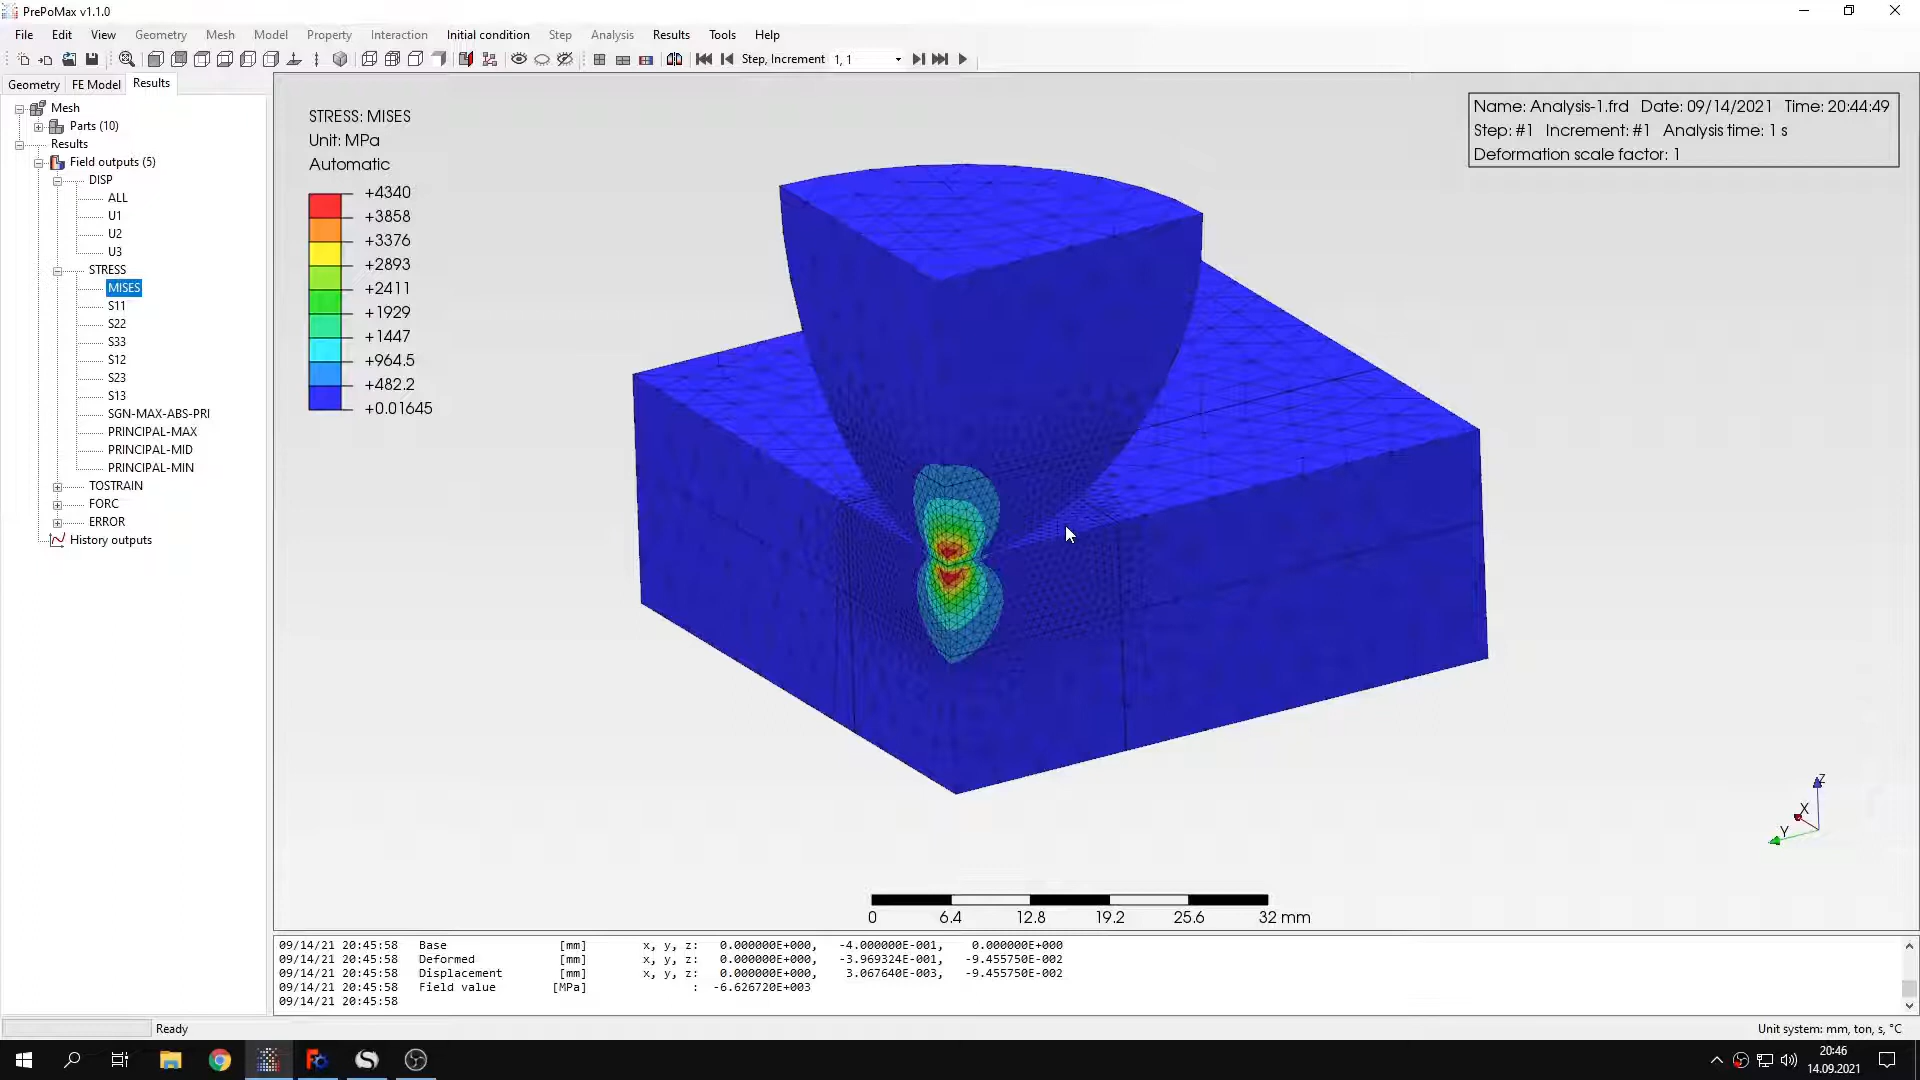 PrePoMax v1.1.0
File Edit View Geometry Mesh Model Property Interaction Initial condition Step Analysis Results Tools Help
Step, Increment 1, 1
Geometry FE Model Results
Mesh
Parts (10)
Results
Field outputs (5)
DISP
ALL
U1
U2
U3
STRESS
MISES
S11
S22
S33
S12
S23
S13
SGN-MAX-ABS-PRI
PRINCIPAL-MAX
PRINCIPAL-MID
PRINCIPAL-MIN
TOSTRAIN
FORC
ERROR
History outputs
STRESS: MISES
Unit: MPa
Automatic
+4340
+3858
+3376
+2893
+2411
+1929
+1447
+964.5
+482.2
+0.01645
Name: Analysis-1.frd Date: 09/14/2021 Time: 20:44:49
Step: #1 Increment: #1 Analysis time: 1 s
Deformation scale factor: 1
Z
X
Y
0 6.4 12.8 19.2 25.6 32 mm
09/14/21 20:45:58 Base [mm] x, y, z: 0.000000E+000, -4.000000E-001, 0.000000E+000
09/14/21 20:45:58 Deformed [mm] x, y, z: 0.000000E+000, -3.969324E-001, -9.455750E-002
09/14/21 20:45:58 Displacement [mm] x, y, z: 0.000000E+000, 3.067640E-003, -9.455750E-002
09/14/21 20:45:58 Field value [MPa] : -6.626720E+003
09/14/21 20:45:58
Ready
Unit system: mm, ton, s, °C
20:46
14.09.2021